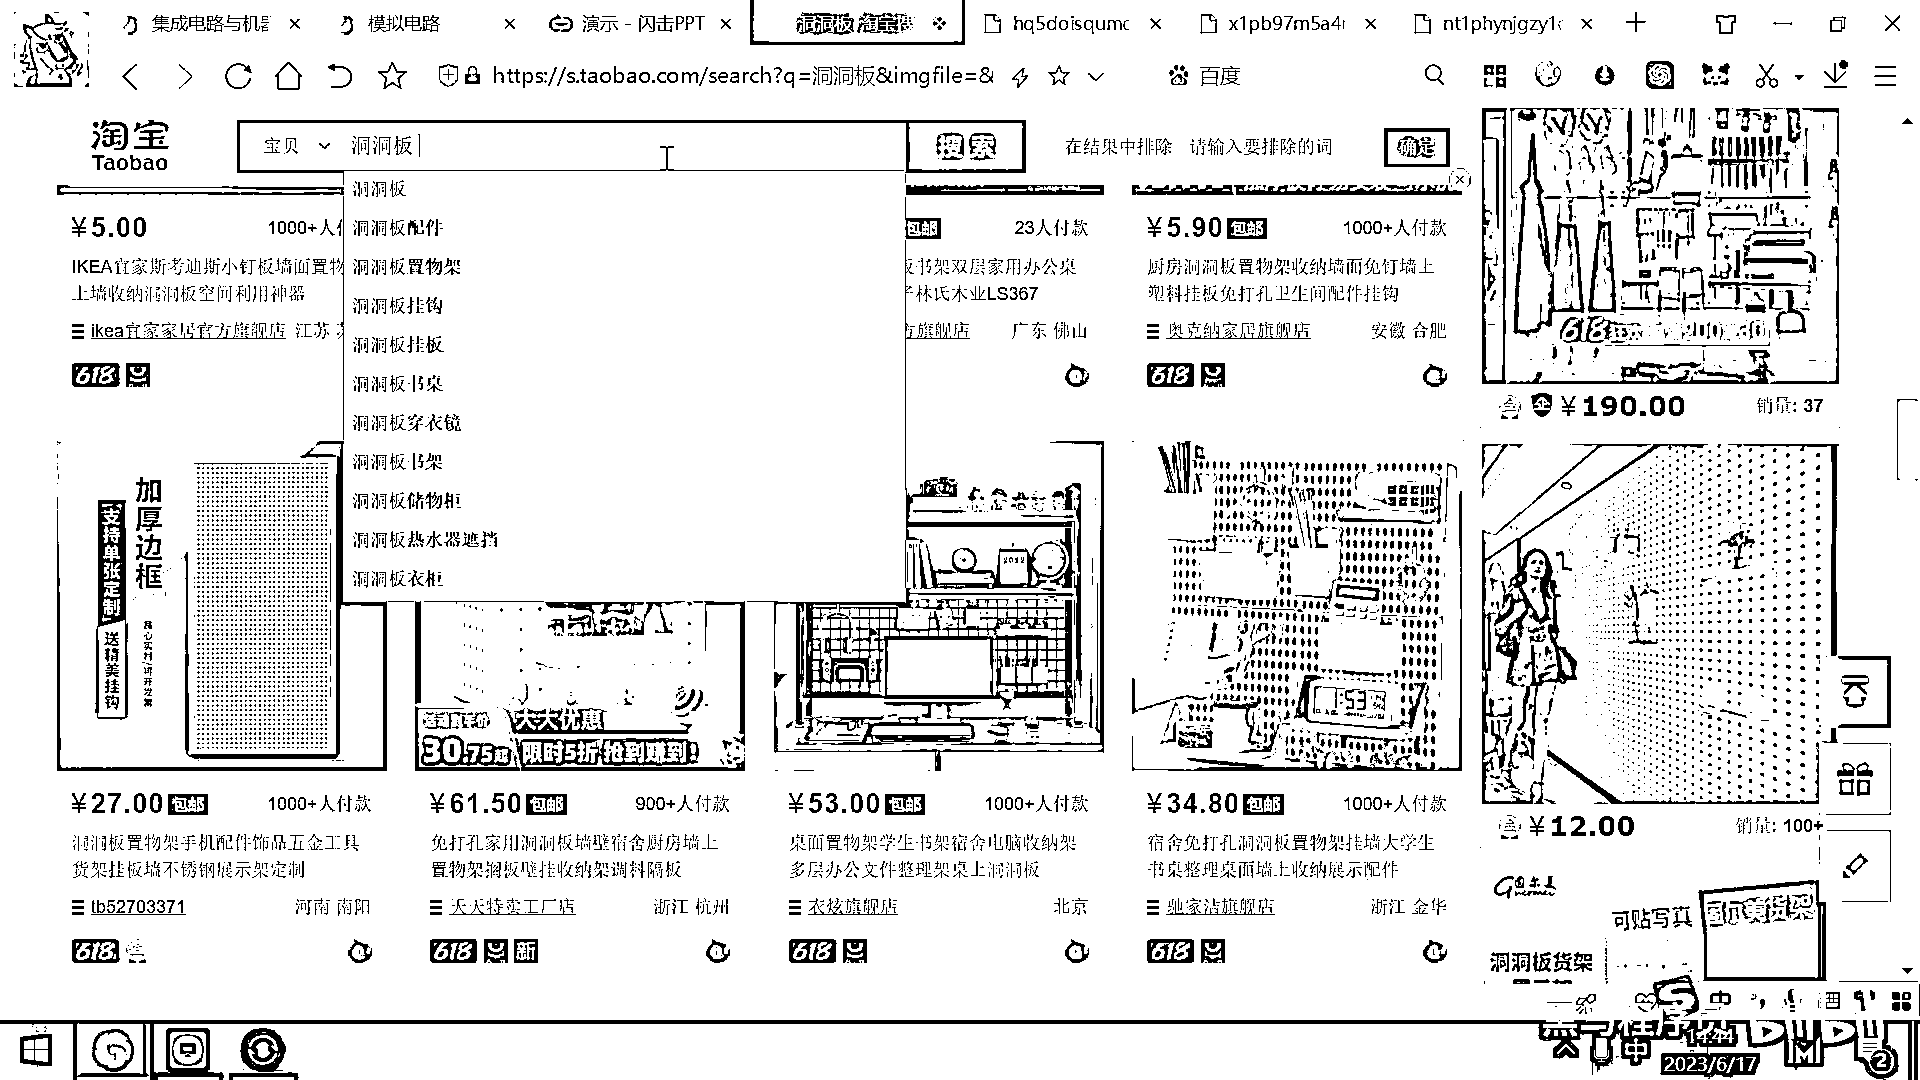 集成电路与机
模拟电路
演示 - 闪击PPT
洞洞板 淘宝搜
hq5doisqumc
x1pb97m5a4
nt1phynjgzy1
https://s.taobao.com/search?q=洞洞板&imgfile=&
百度
淘宝
Taobao
宝贝
洞洞板
搜索
在结果中排除
请输入要排除的词
确定
洞洞板
洞洞板配件
洞洞板置物架
洞洞板挂钩
洞洞板挂板
洞洞板书桌
洞洞板穿衣镜
洞洞板书架
洞洞板储物柜
洞洞板热水器遮挡
洞洞板衣柜
¥5.00
1000+人付
IKEA宜家斯考迪斯小钉板墙面置物
上墙收纳洞洞板空间利用神器
ikea宜家家居官方旗舰店
江苏
618
包邮
23人付款
板书架双层家用办公桌
子林氏木业LS367
方旗舰店
广东 佛山
¥5.90 包邮
1000+人付款
厨房洞洞板置物架收纳墙面免钉墙上
塑料挂板免打孔卫生间配件挂钩
奥克纳家居旗舰店
安徽 合肥
618
618
企 ¥190.00
销量: 37
加厚边框
支持单张定制
送精美挂钩
天天优惠
30.75起
限时5折 抢到赚到!
1:53
¥27.00 包邮
1000+人付款
洞洞板置物架手机配件饰品五金工具
货架挂板墙不锈钢展示架定制
tb52703371
河南 南阳
618
¥61.50 包邮
900+人付款
免打孔家用洞洞板墙壁宿舍厨房墙上
置物架搁板壁挂收纳架调料隔板
天天特卖工厂店
浙江 杭州
618 新
¥53.00 包邮
1000+人付款
桌面置物架学生书架宿舍电脑收纳架
多层办公文件整理架桌上洞洞板
衣炫旗舰店
北京
618
¥34.80 包邮
1000+人付款
宿舍免打孔洞洞板置物架挂墙大学生
书桌整理桌面墙上收纳展示配件
驰家洁旗舰店
浙江 金华
618
¥12.00
销量: 100+
可贴写真
洞洞板货架
中
中
14:44
2023/6/17
2